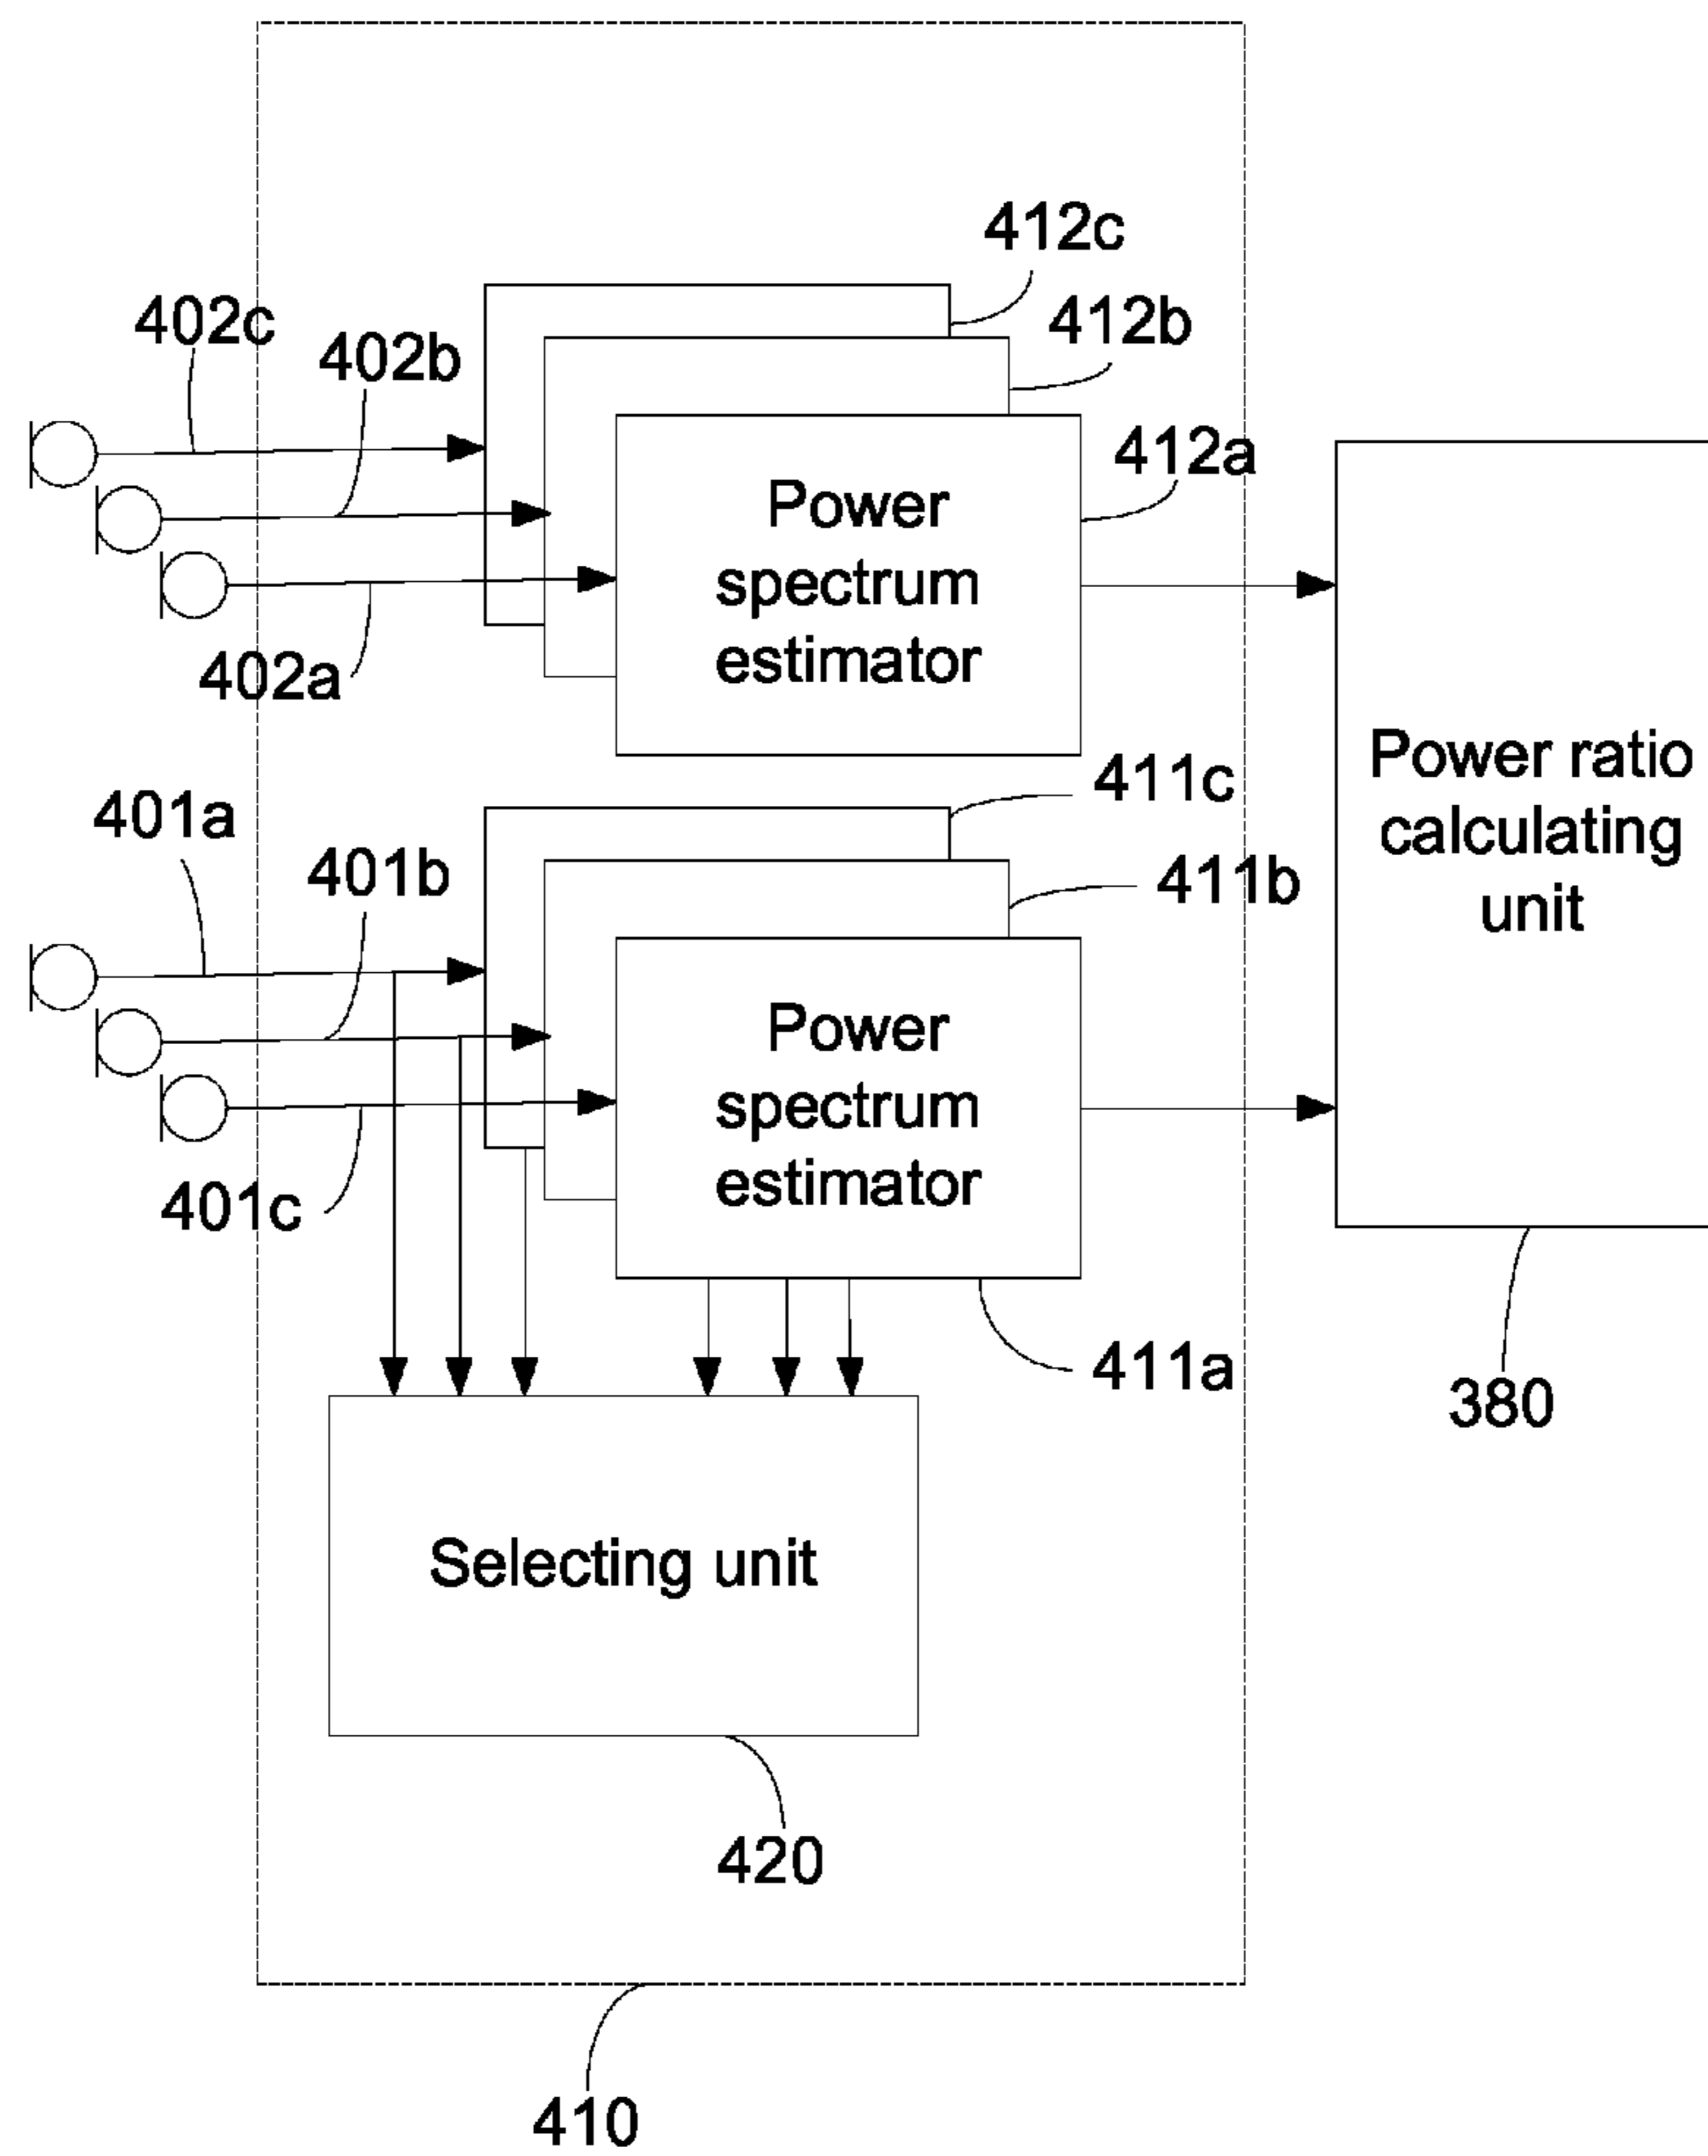 412c
402c
412b
402b
412a
Power
spectrum
estimator
402a
Power ratio
calculating
unit
411c
401a
401b
411b
Power
spectrum
estimator
401c
411a
380
Selecting unit
420
410